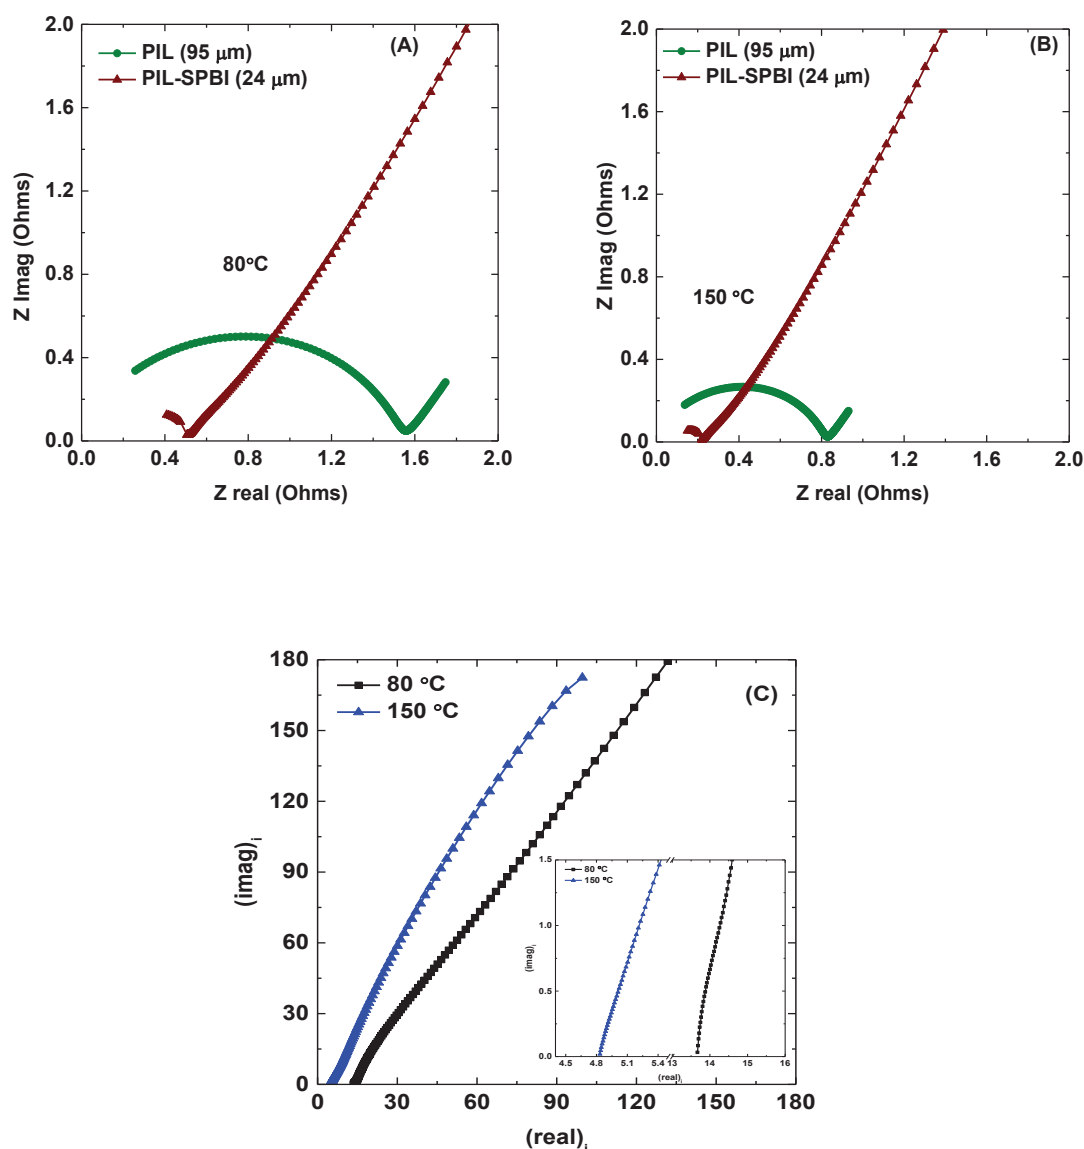 2.0
1.6
1.2
0.8
0.4
0.0
Z Imag (Ohms)
PIL (95 μm)
PIL-SPBI (24 μm)
(A)
80°C
0.0 0.4 0.8 1.2 1.6 2.0
Z real (Ohms)
2.0
1.6
1.2
0.8
0.4
0.0
Z Imag (Ohms)
PIL (95 μm)
PIL-SPBI (24 μm)
(B)
150 °C
0.0 0.4 0.8 1.2 1.6 2.0
Z real (Ohms)
180
150
120
90
60
30
0
(imag)i
80 °C
150 °C
(C)
1.5
1.0
0.5
0.0
(imag)i
80 °C
150 °C
4.5 4.8 5.1 5.4 13 14 15 16
(real)i
0 30 60 90 120 150 180
(real)i